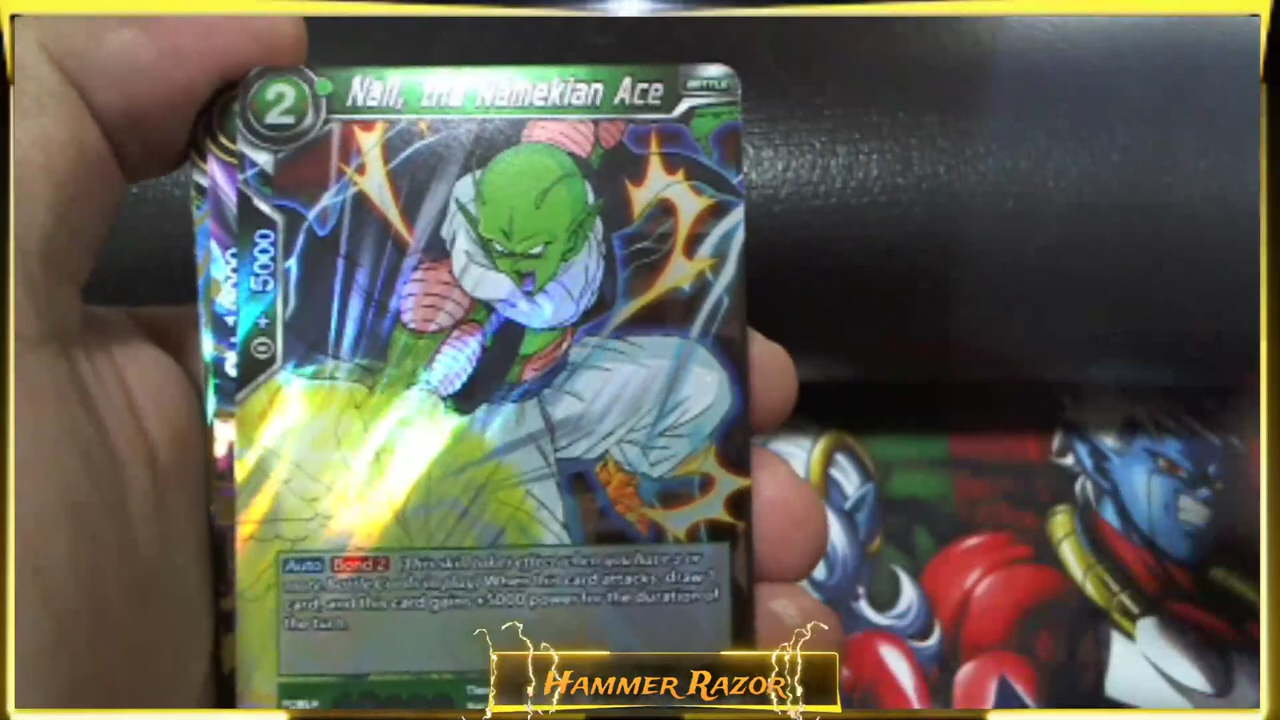 2
Nail, the Namekian Ace
BATTLE
+ 5000
Auto Bond 2 (This skill takes effect when you have 2 or
more Battle Cards in play) When this card attacks, draw 1
card, and this card gains +5000 power for the duration of
the turn.
HAMMER RAZOR